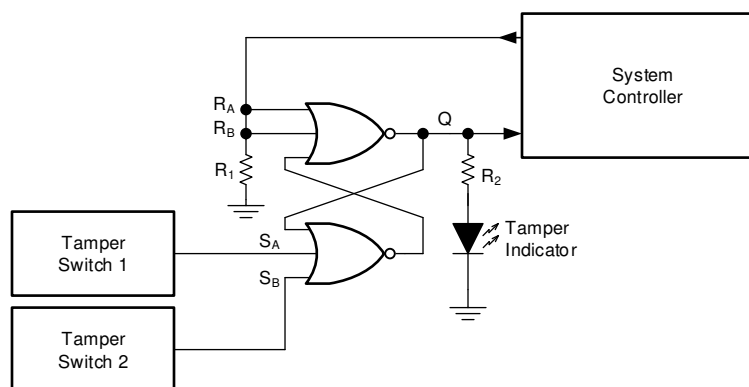 System
Controller
R_A
R_B
Q
R_1
R_2
Tamper
Indicator
Tamper
Switch 1
S_A
S_B
Tamper
Switch 2